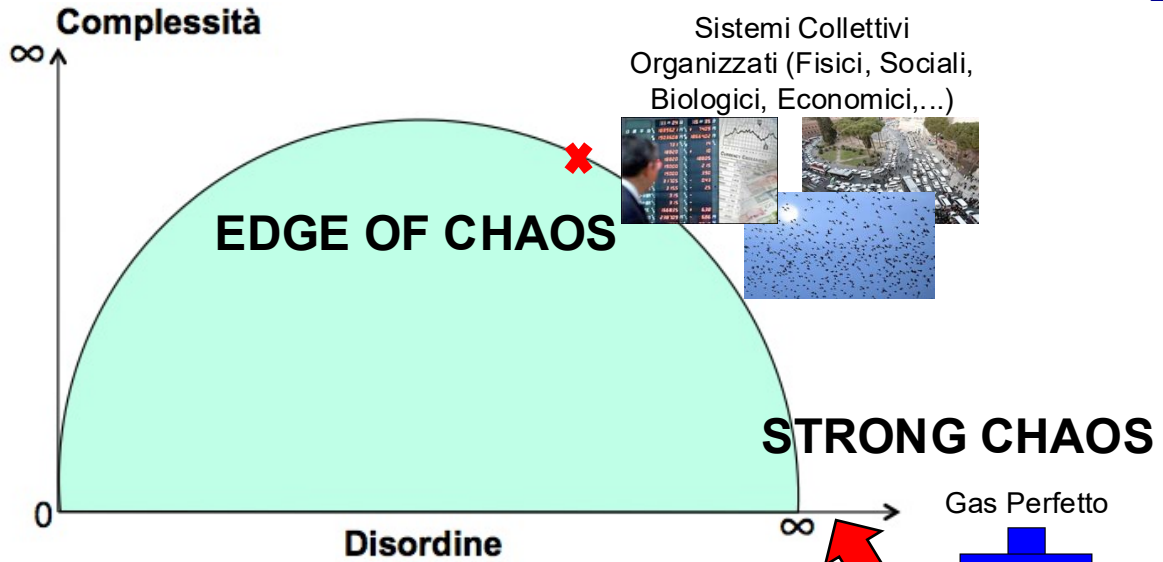 Complessità
∞
Sistemi Collettivi
Organizzati (Fisici, Sociali,
Biologici, Economici,...)
EDGE OF CHAOS
STRONG CHAOS
Gas Perfetto
0
∞
Disordine